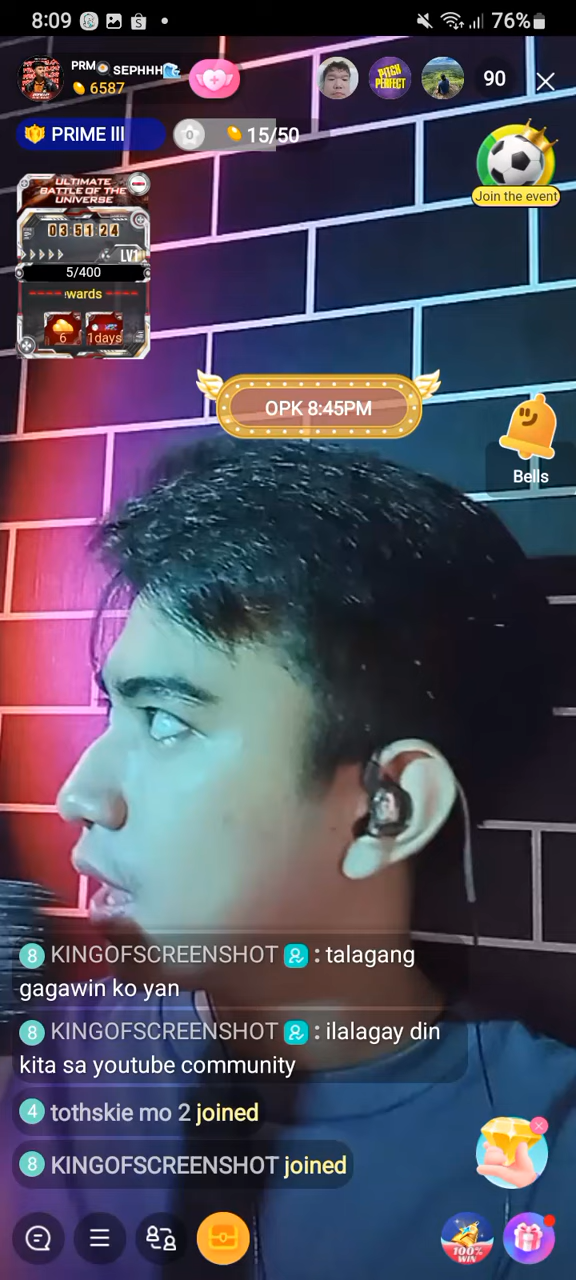 8:09
76%
PRM SEPHHH
6587
PITCH PERFECT
90
PRIME III
0
15/50
Join the event
ULTIMATE
BATTLE OF THE
UNIVERSE
03 51 24
LV1
5/400
wards
6
1days
OPK 8:45PM
Bells
8 KINGOFSCREENSHOT : talagang
gagawin ko yan
8 KINGOFSCREENSHOT : ilalagay din
kita sa youtube community
4 tothskie mo 2 joined
8 KINGOFSCREENSHOT joined
100%
WIN